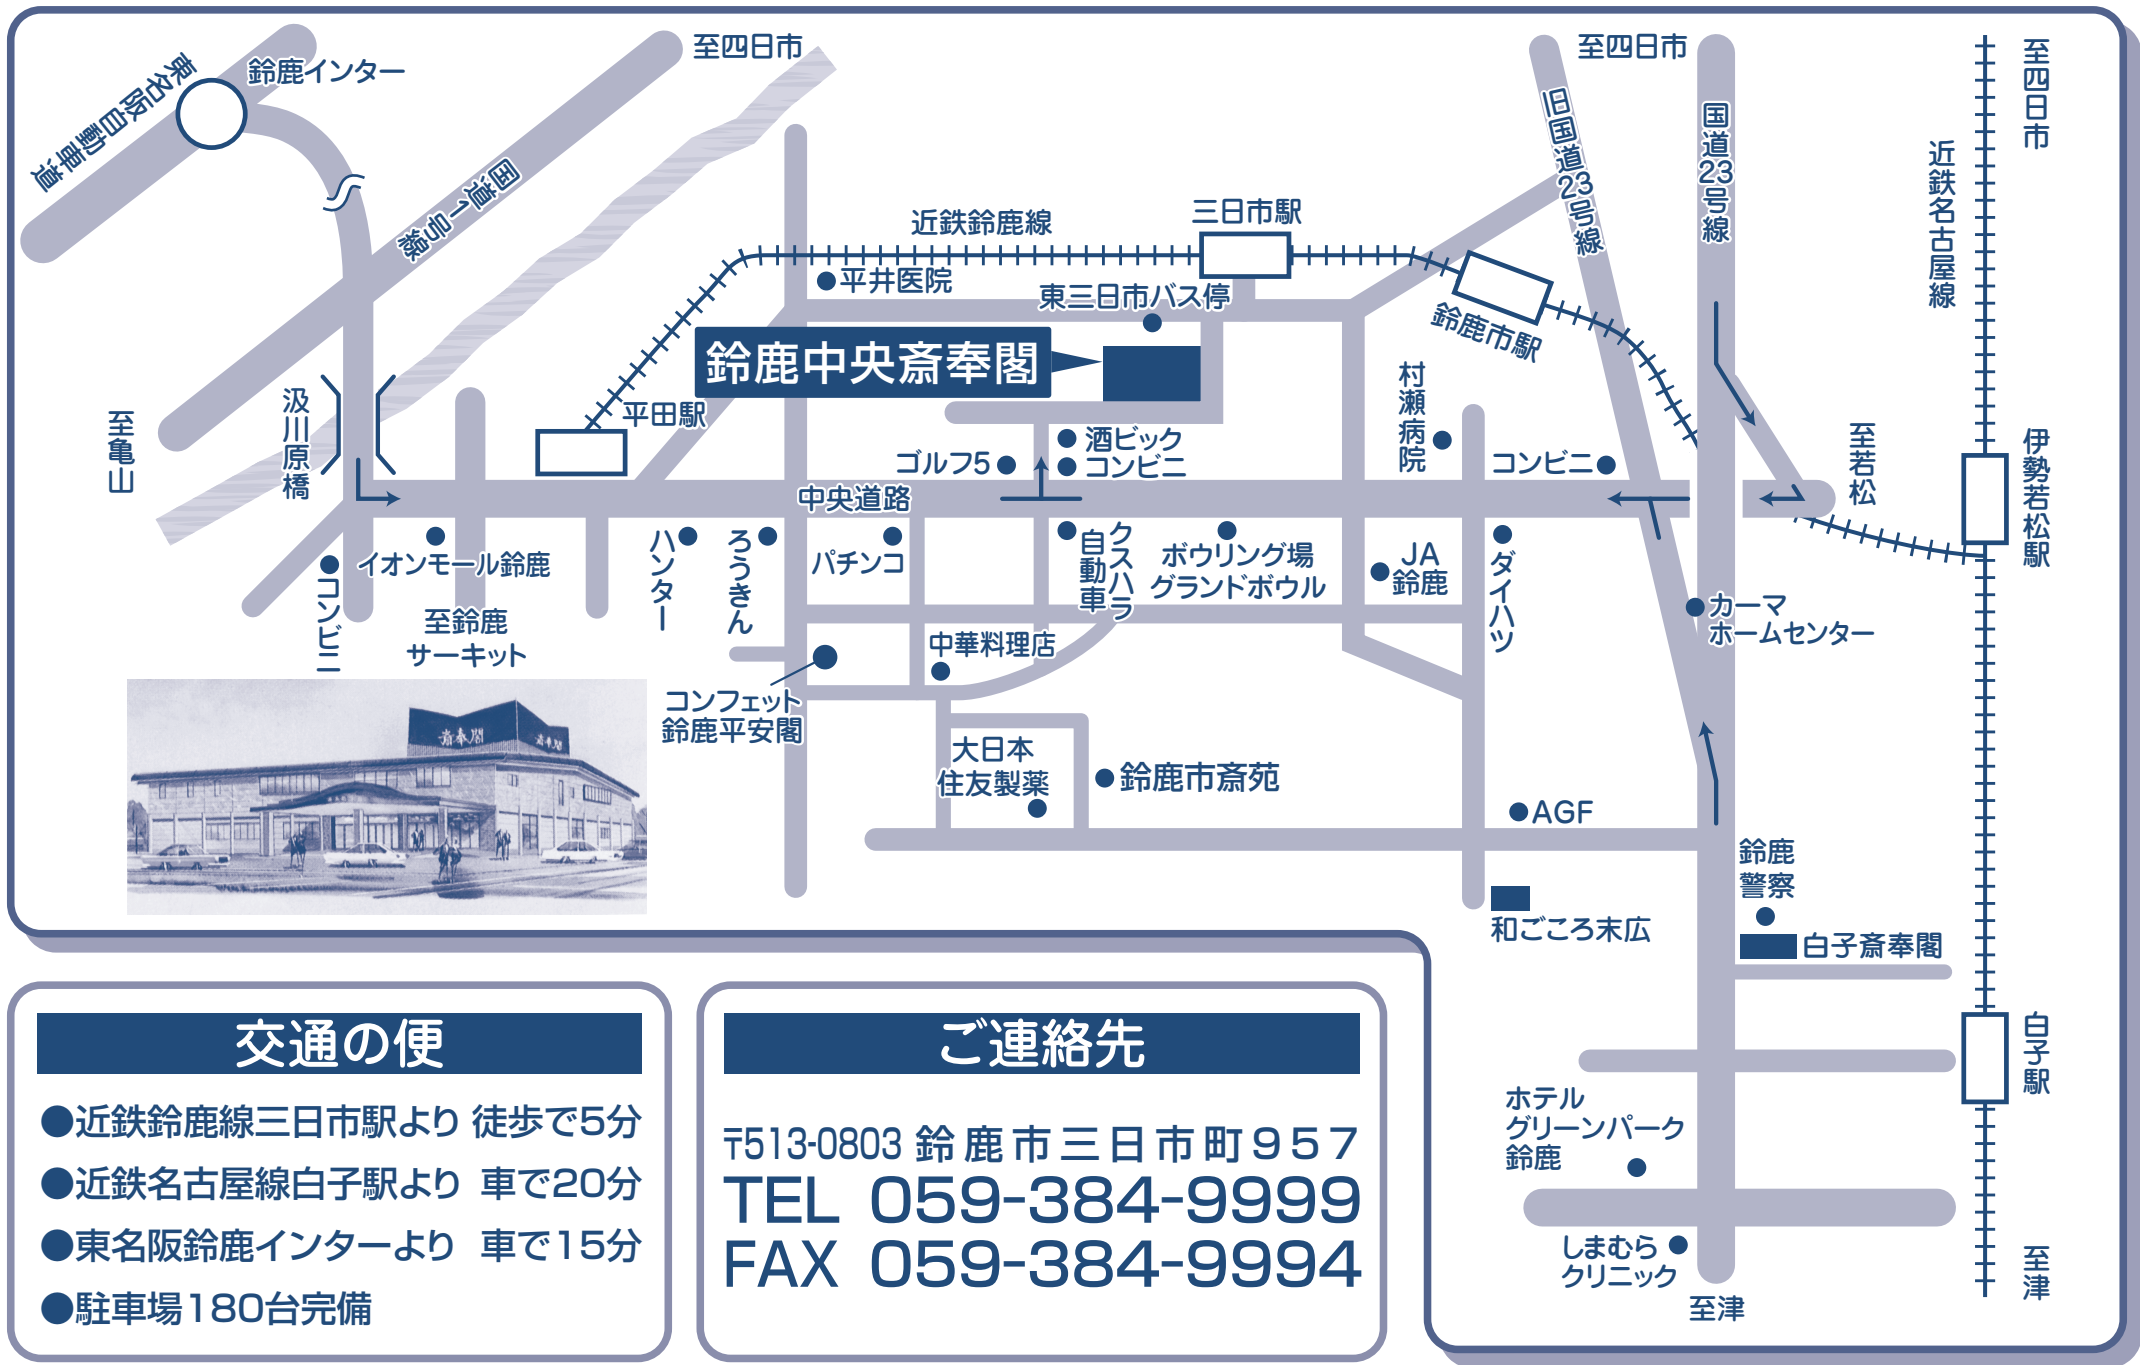 東名阪自動車道
鈴鹿インター
国道1号線
至四日市
至四日市
旧国道23号線
国道23号線
至四日市
近鉄名古屋線
近鉄鈴鹿線
三日市駅
平井医院
東三日市バス停
鈴鹿市駅
鈴鹿中央斎奉閣
平田駅
至亀山
汲川原橋
酒ビック
コンビニ
ゴルフ5
村瀬病院
コンビニ
至若松
伊勢若松駅
中央道路
コンビニ
イオンモール鈴鹿
至鈴鹿
サーキット
ハンター
ろうきん
パチンコ
クスハラ
自動車
ボウリング場
グランドボウル
JA
鈴鹿
ダイハツ
カーマ
ホームセンター
中華料理店
コンフェット
鈴鹿平安閣
斎奉閣
斎奉閣
大日本
住友製薬
鈴鹿市斎苑
AGF
鈴鹿
警察
和ごころ末広
白子斎奉閣
白子駅
ホテル
グリーンパーク
鈴鹿
しまむら
クリニック
至津
至津
交通の便
●近鉄鈴鹿線三日市駅より 徒歩で5分
●近鉄名古屋線白子駅より 車で20分
●東名阪鈴鹿インターより 車で15分
●駐車場180台完備
ご連絡先
〒513-0803 鈴鹿市三日市町957
TEL 059-384-9999
FAX 059-384-9994